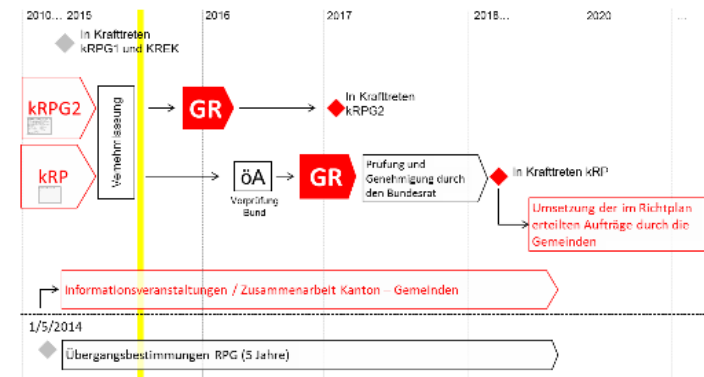 2010... 2015 2016 2017 2018... 2020 ...
In Krafttreten
kRPG1 und KREK
kRPG2
Vernehmlassung
GR
In Krafttreten
kRPG2
kRP
öA
Vorprüfung
Bund
GR
Prüfung und
Genehmigung durch
den Bundesrat
In Krafttreten kRP
Umsetzung der im Richtplan
erteilten Aufträge durch die
Gemeinden
Informationsveranstaltungen / Zusammenarbeit Kanton – Gemeinden
1/5/2014
Übergangsbestimmungen RPG (5 Jahre)